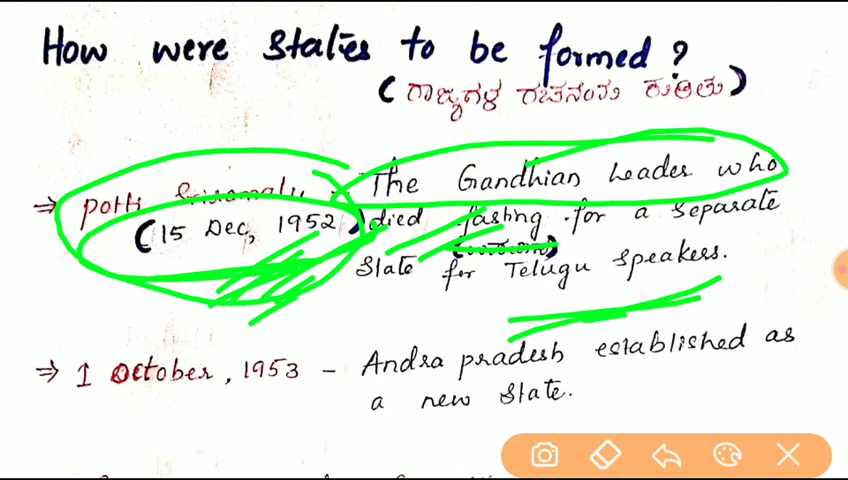 How were states to be formed?
(ರಾಜ್ಯಗಳ ರಚನೆಯ ಕುರಿತು)
⇒ potti Sriramalu - The Gandhian leader who
(15 Dec, 1952) died fasting for a separate
state for Telugu speakers.
⇒ 1 October, 1953 - Andra pradesh established as
a new state.